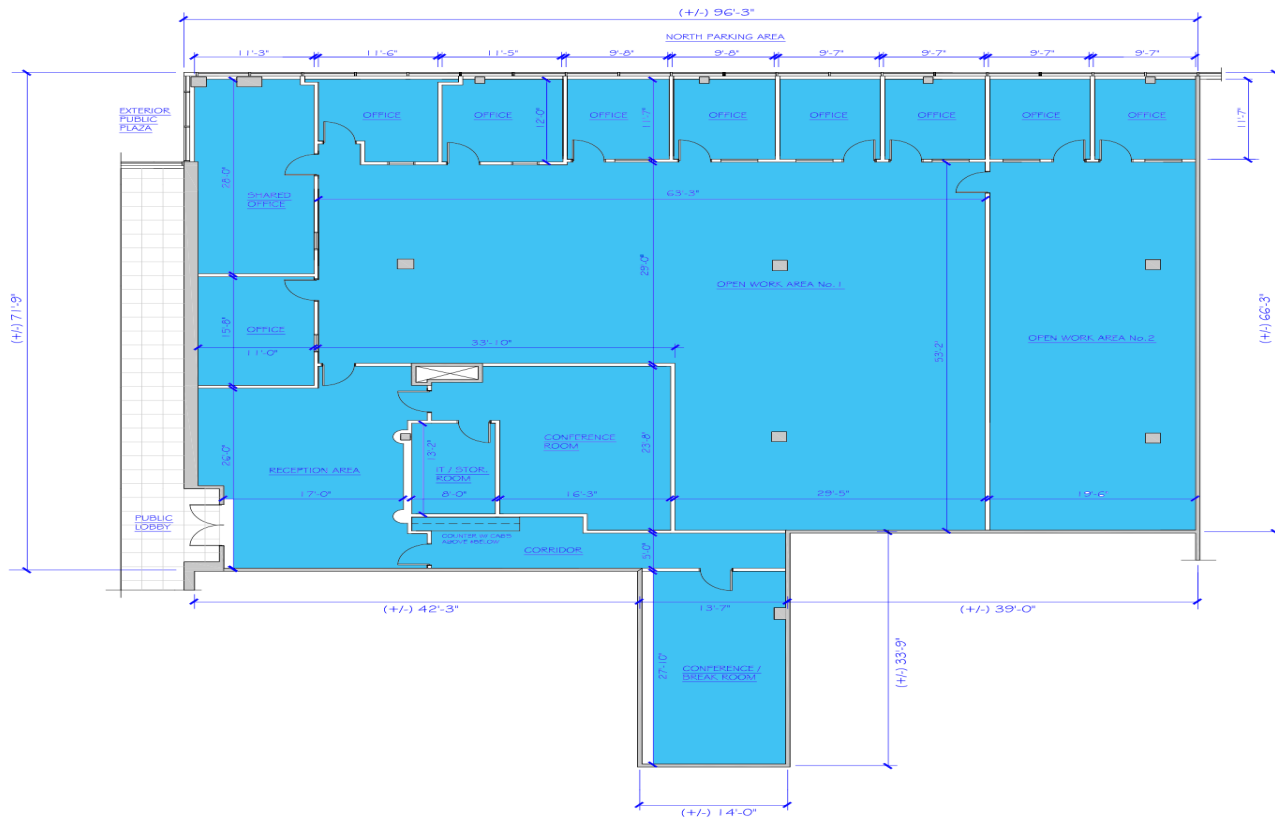 (+/-) 96'-3"
NORTH PARKING AREA
11'-3" 11'-6" 11'-5" 9'-8" 9'-8" 9'-7" 9'-7" 9'-7" 9'-7"
EXTERIOR
PUBLIC
PLAZA
OFFICE OFFICE OFFICE OFFICE OFFICE OFFICE OFFICE OFFICE
12'-0"
11'-7"
11'-7"
28'-0"
SHARED
OFFICE
63'-3"
29'-0"
OPEN WORK AREA No.1
(+/-) 71'-9"
(+/-) 66'-3"
15'-8"
OFFICE
11'-0"
33'-10"
53'-2"
OPEN WORK AREA No.2
26'-0"
RECEPTION AREA
17'-0"
13'-2"
IT / STOR.
ROOM
8'-0"
CONFERENCE
ROOM
16'-3"
23'-8"
29'-5"
19'-6"
PUBLIC
LOBBY
COUNTER W/ CABS
ABOVE &BELOW
CORRIDOR
5'-0"
(+/-) 42'-3"
13'-7"
(+/-) 39'-0"
27'-10"
CONFERENCE /
BREAK ROOM
(+/-) 33'-9"
(+/-) 14'-0"